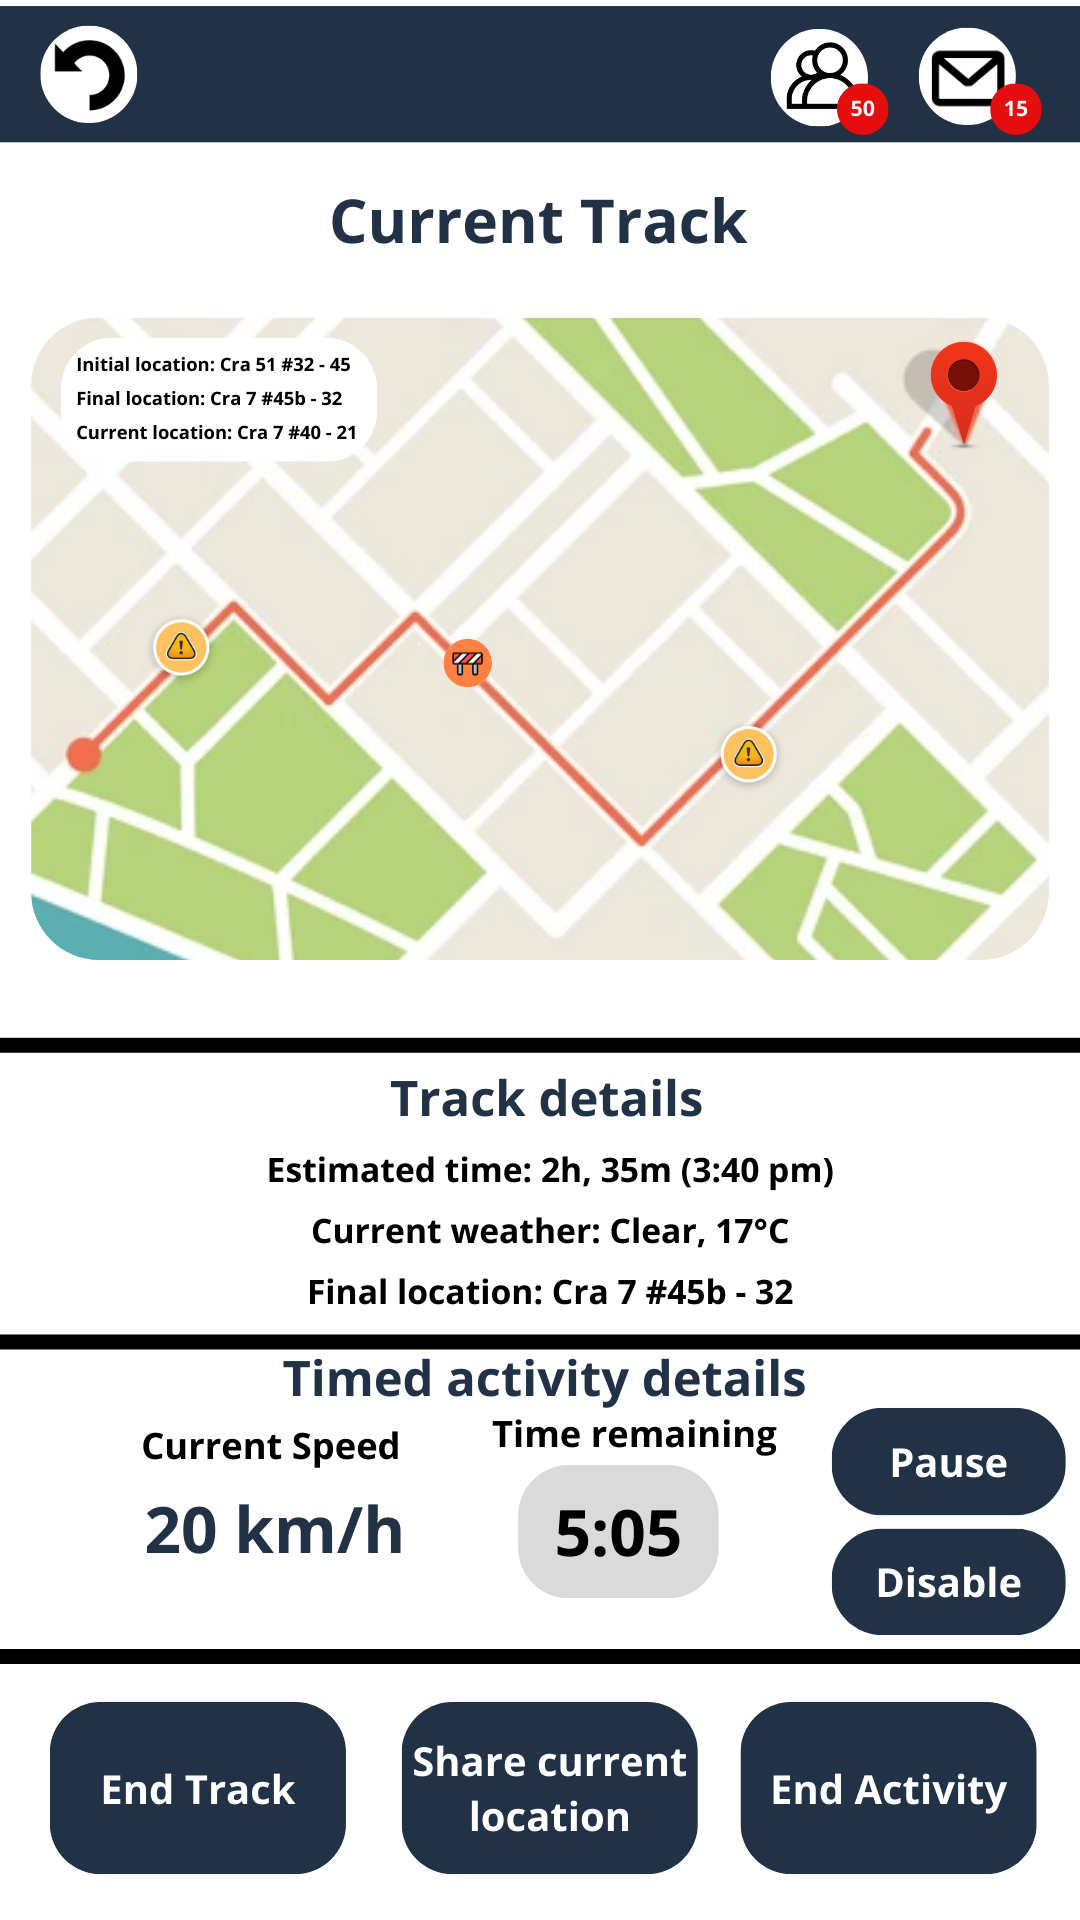 50
15
Current Track
Initial location: Cra 51 #32 - 45
Final location: Cra 7 #45b - 32
Current location: Cra 7 #40 - 21
Track details
Estimated time: 2h, 35m (3:40 pm)
Current weather: Clear, 17°C
Final location: Cra 7 #45b - 32
Timed activity details
Current Speed
20 km/h
Time remaining
5:05
Pause
Disable
End Track
Share current
location
End Activity